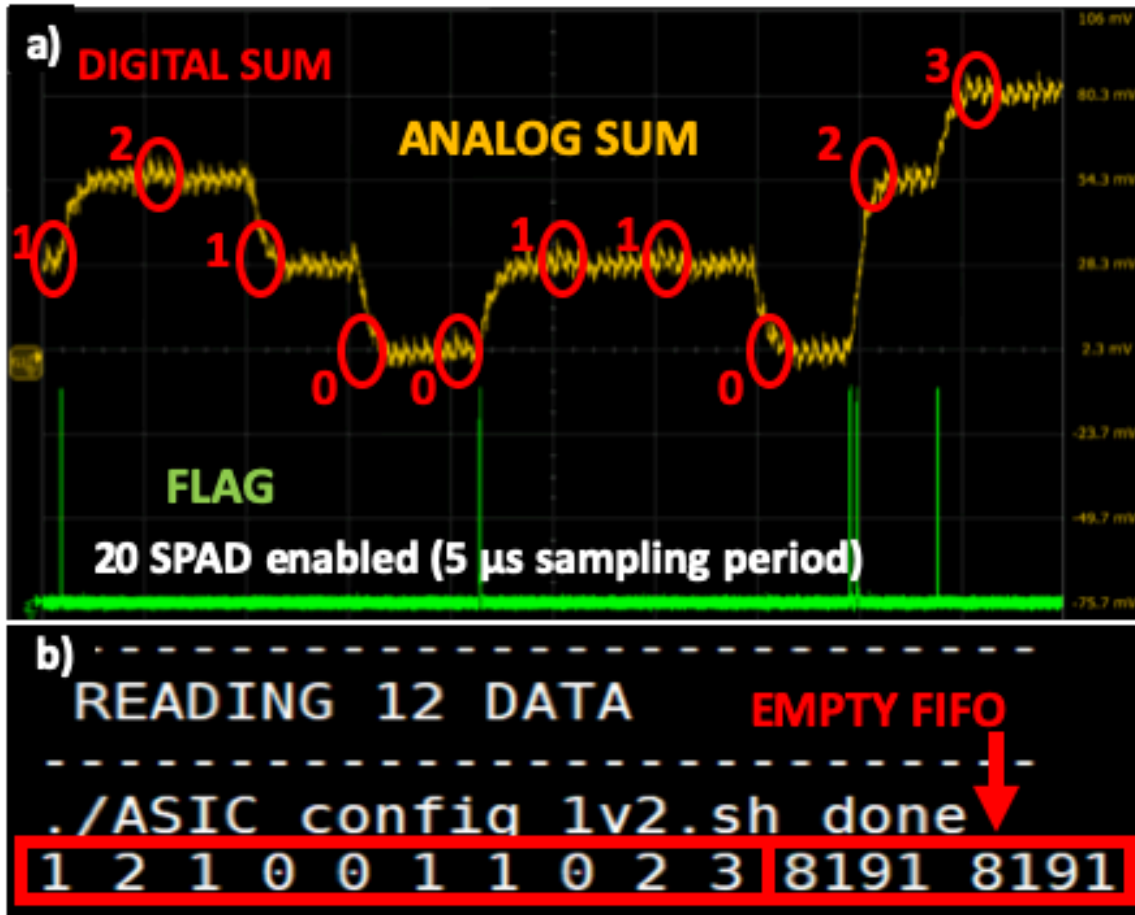 a)
DIGITAL SUM
106 mV
3
80.3 mV
2
ANALOG SUM
2
54.3 mV
1
1
1
1
28.3 mV
2.3 mV
0
0
0
-23.7 mV
FLAG
-49.7 mV
20 SPAD enabled (5 µs sampling period)
-75.7 mV
b)
READING 12 DATA
EMPTY FIFO
./ASIC config 1v2.sh done
1 2 1 0 0 1 1 0 2 3 8191 8191